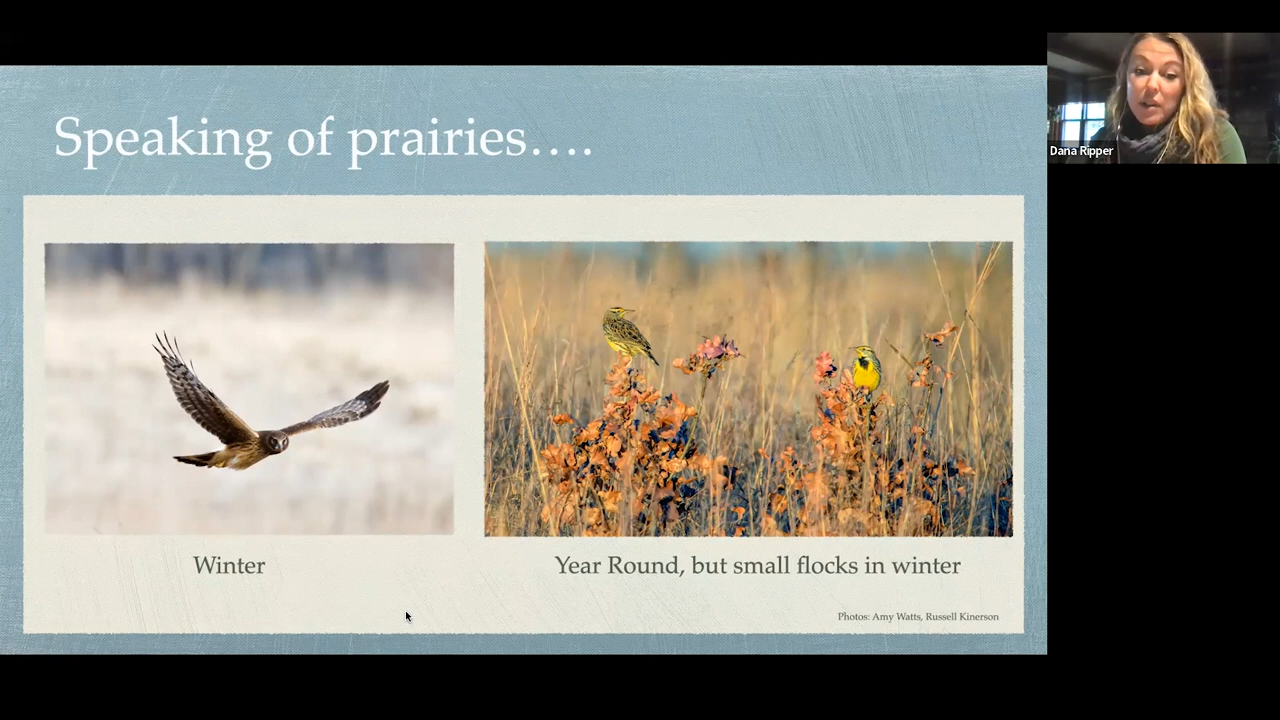 Speaking of prairies….
Dana Ripper
Winter
Year Round, but small flocks in winter
Photos: Amy Watts, Russell Kinerson